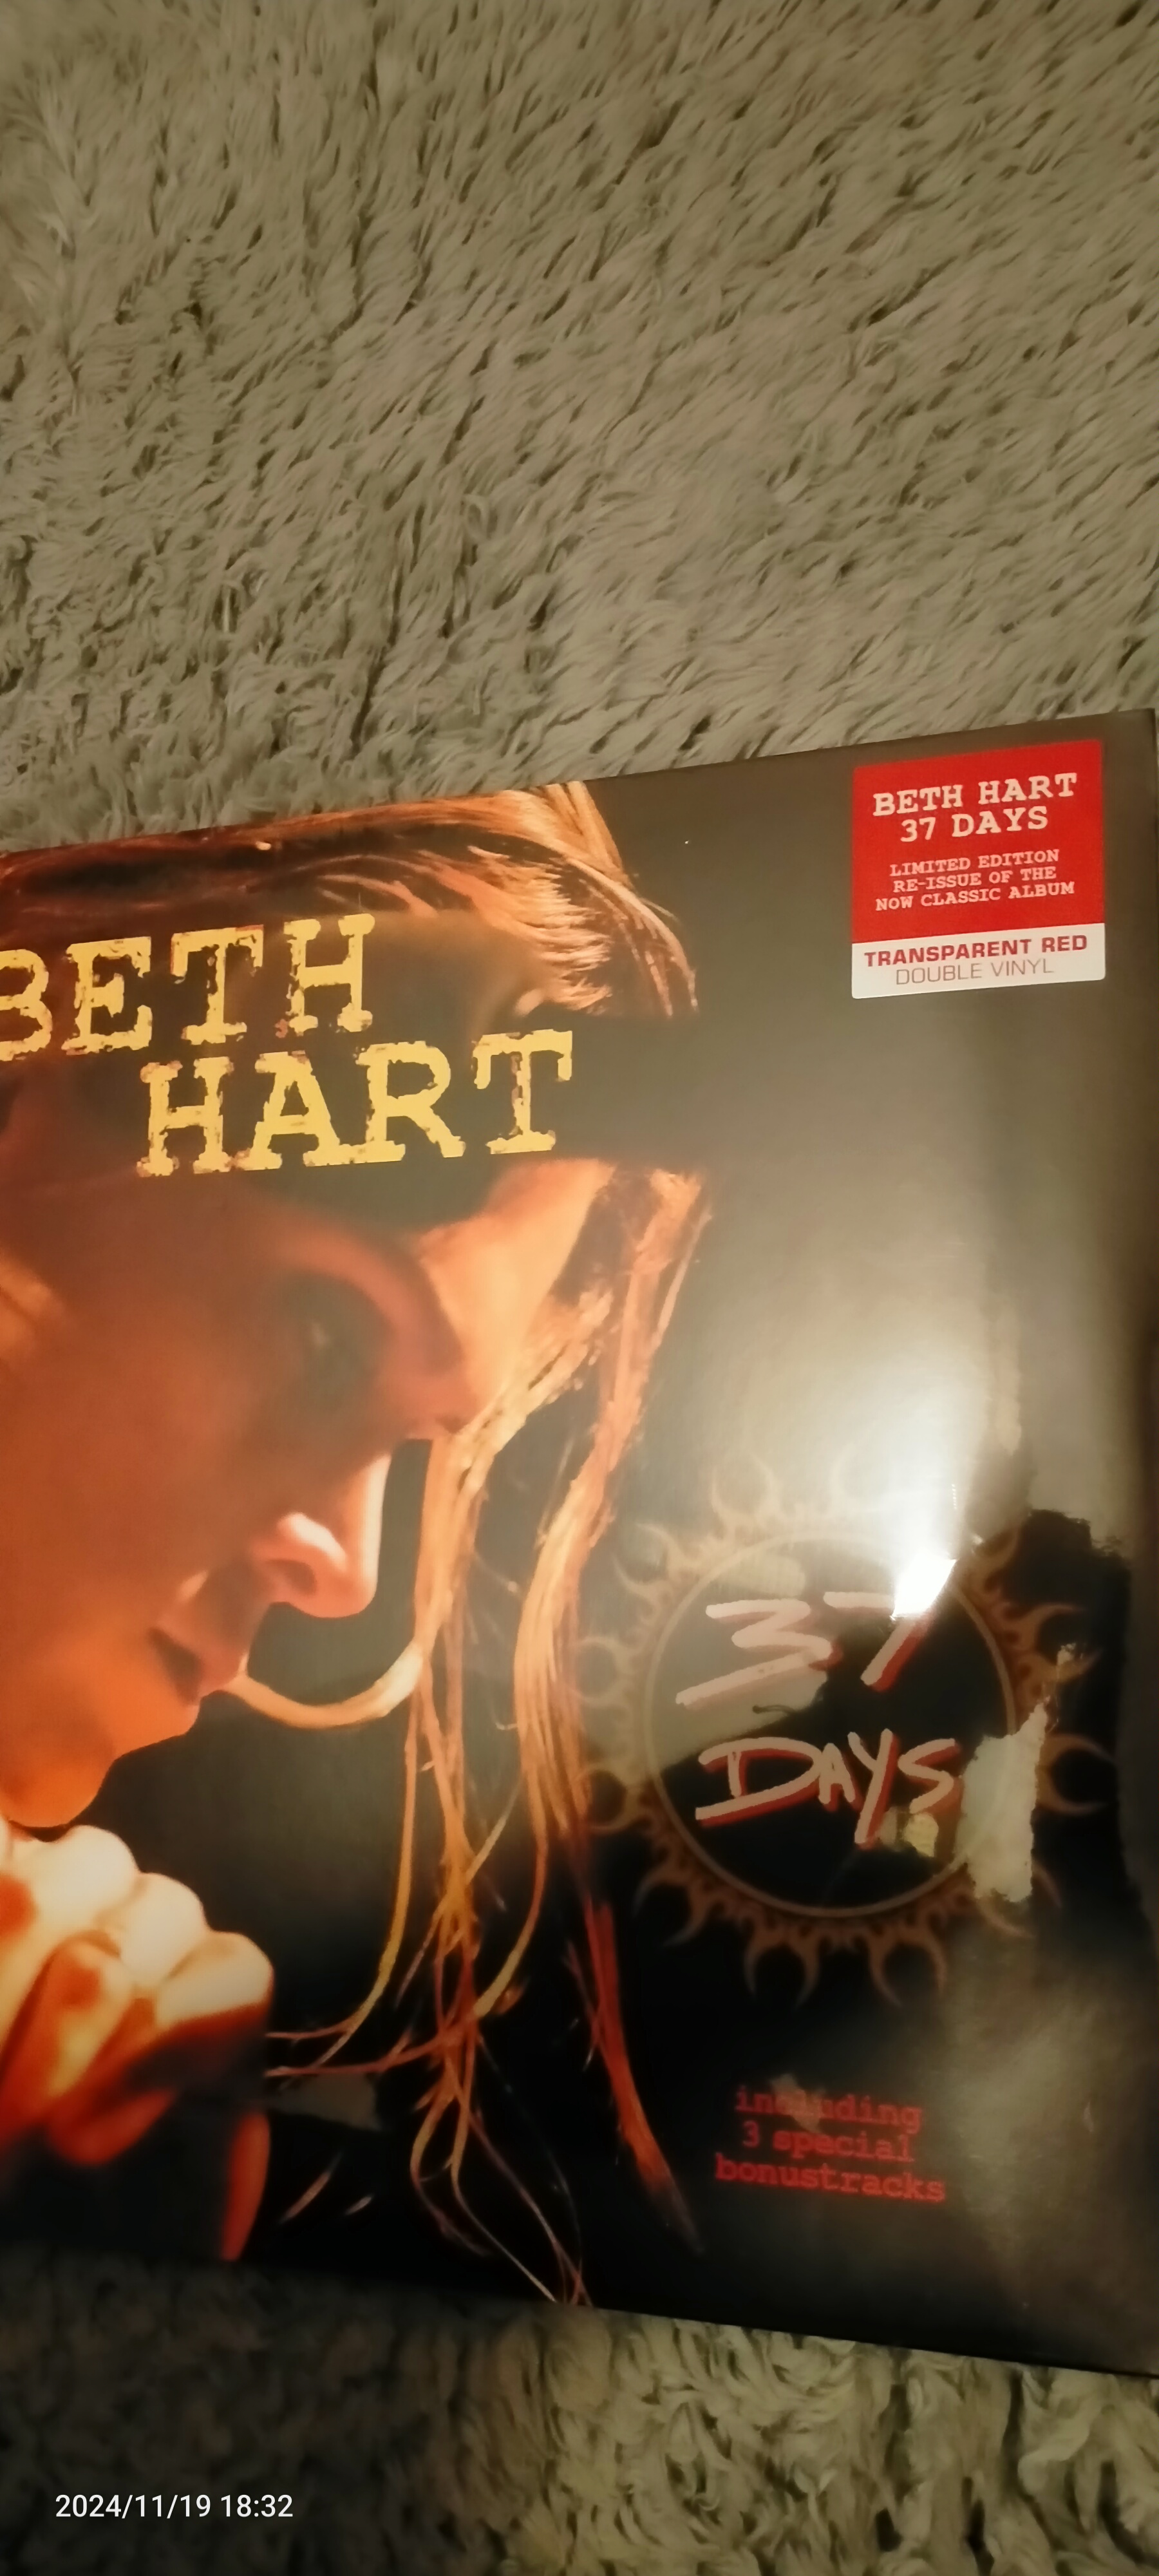 BETH HART
37 DAYS
LIMITED EDITION
RE-ISSUE OF THE
NOW CLASSIC ALBUM
TRANSPARENT RED
DOUBLE VINYL
BETH
HART
37
DAYS
including
3 special
bonustracks
2024/11/19 18:32